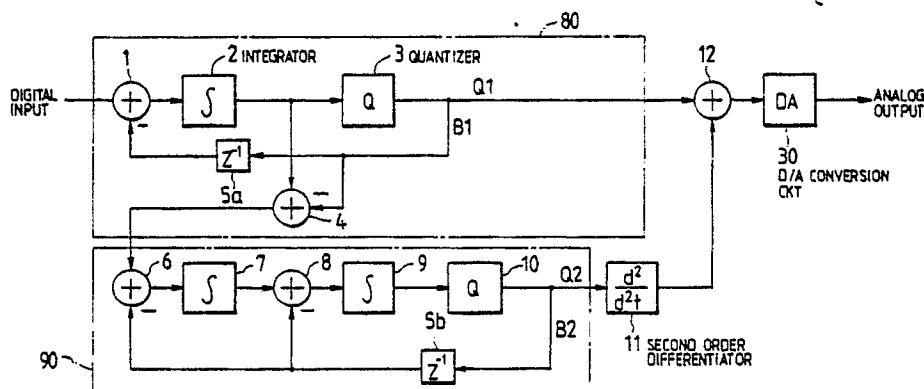 80
1
2 INTEGRATOR
3 QUANTIZER
12
DIGITAL
INPUT
+
∫
Q
Q1
+
DA
ANALOG
OUTPUT
-
B1
Z-1
5a
-
+
4
30
D/A CONVERSION
CKT
6
7
8
9
10
+
∫
+
∫
Q
Q2
d²
d²t
-
-
5b
B2
Z-1
11 SECOND ORDER
DIFFERENTIATOR
90